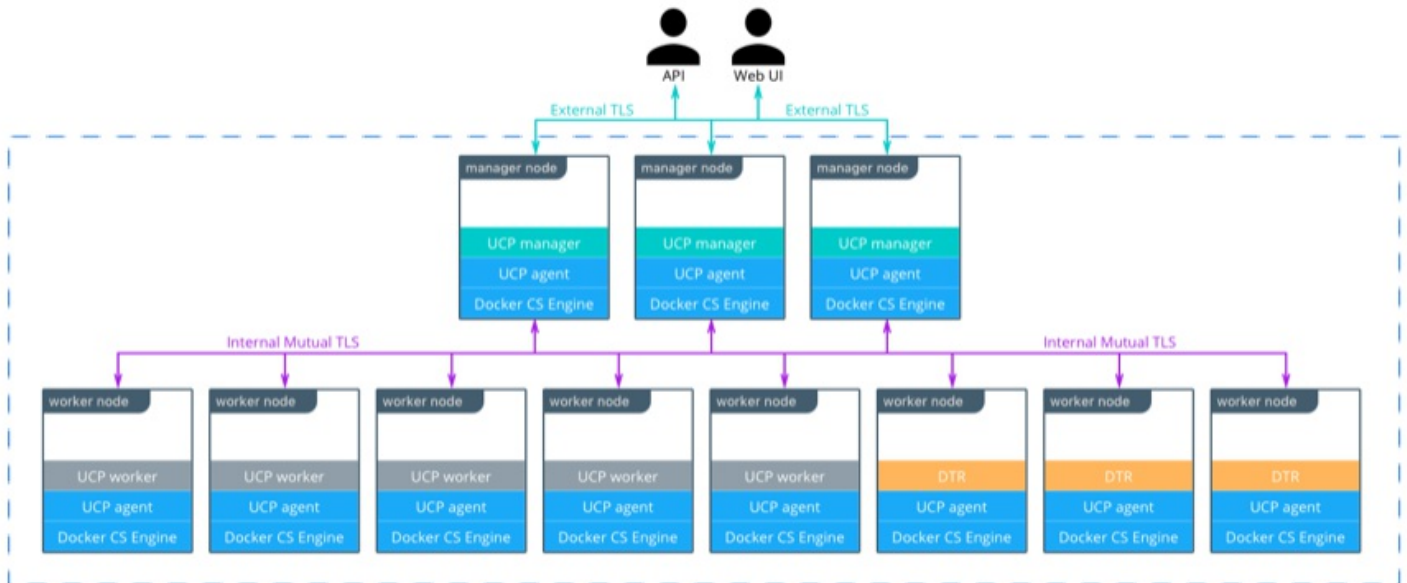 API Web UI
External TLS External TLS
manager node manager node manager node
UCP manager UCP manager UCP manager
UCP agent UCP agent UCP agent
Docker CS Engine Docker CS Engine Docker CS Engine
Internal Mutual TLS Internal Mutual TLS
worker node worker node worker node worker node worker node worker node worker node worker node
UCP worker UCP worker UCP worker UCP worker UCP worker DTR DTR DTR
UCP agent UCP agent UCP agent UCP agent UCP agent UCP agent UCP agent UCP agent
Docker CS Engine Docker CS Engine Docker CS Engine Docker CS Engine Docker CS Engine Docker CS Engine Docker CS Engine Docker CS Engine